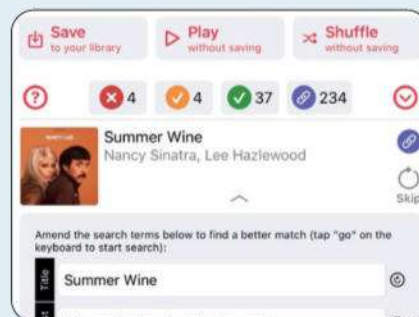 Save
to your library
Play
without saving
Shuffle
without saving
?
4
4
37
234
Summer Wine
Nancy Sinatra, Lee Hazlewood
Skip
Amend the search terms below to find a better match (tap "go" on the
keyboard to start search):
Title
Summer Wine